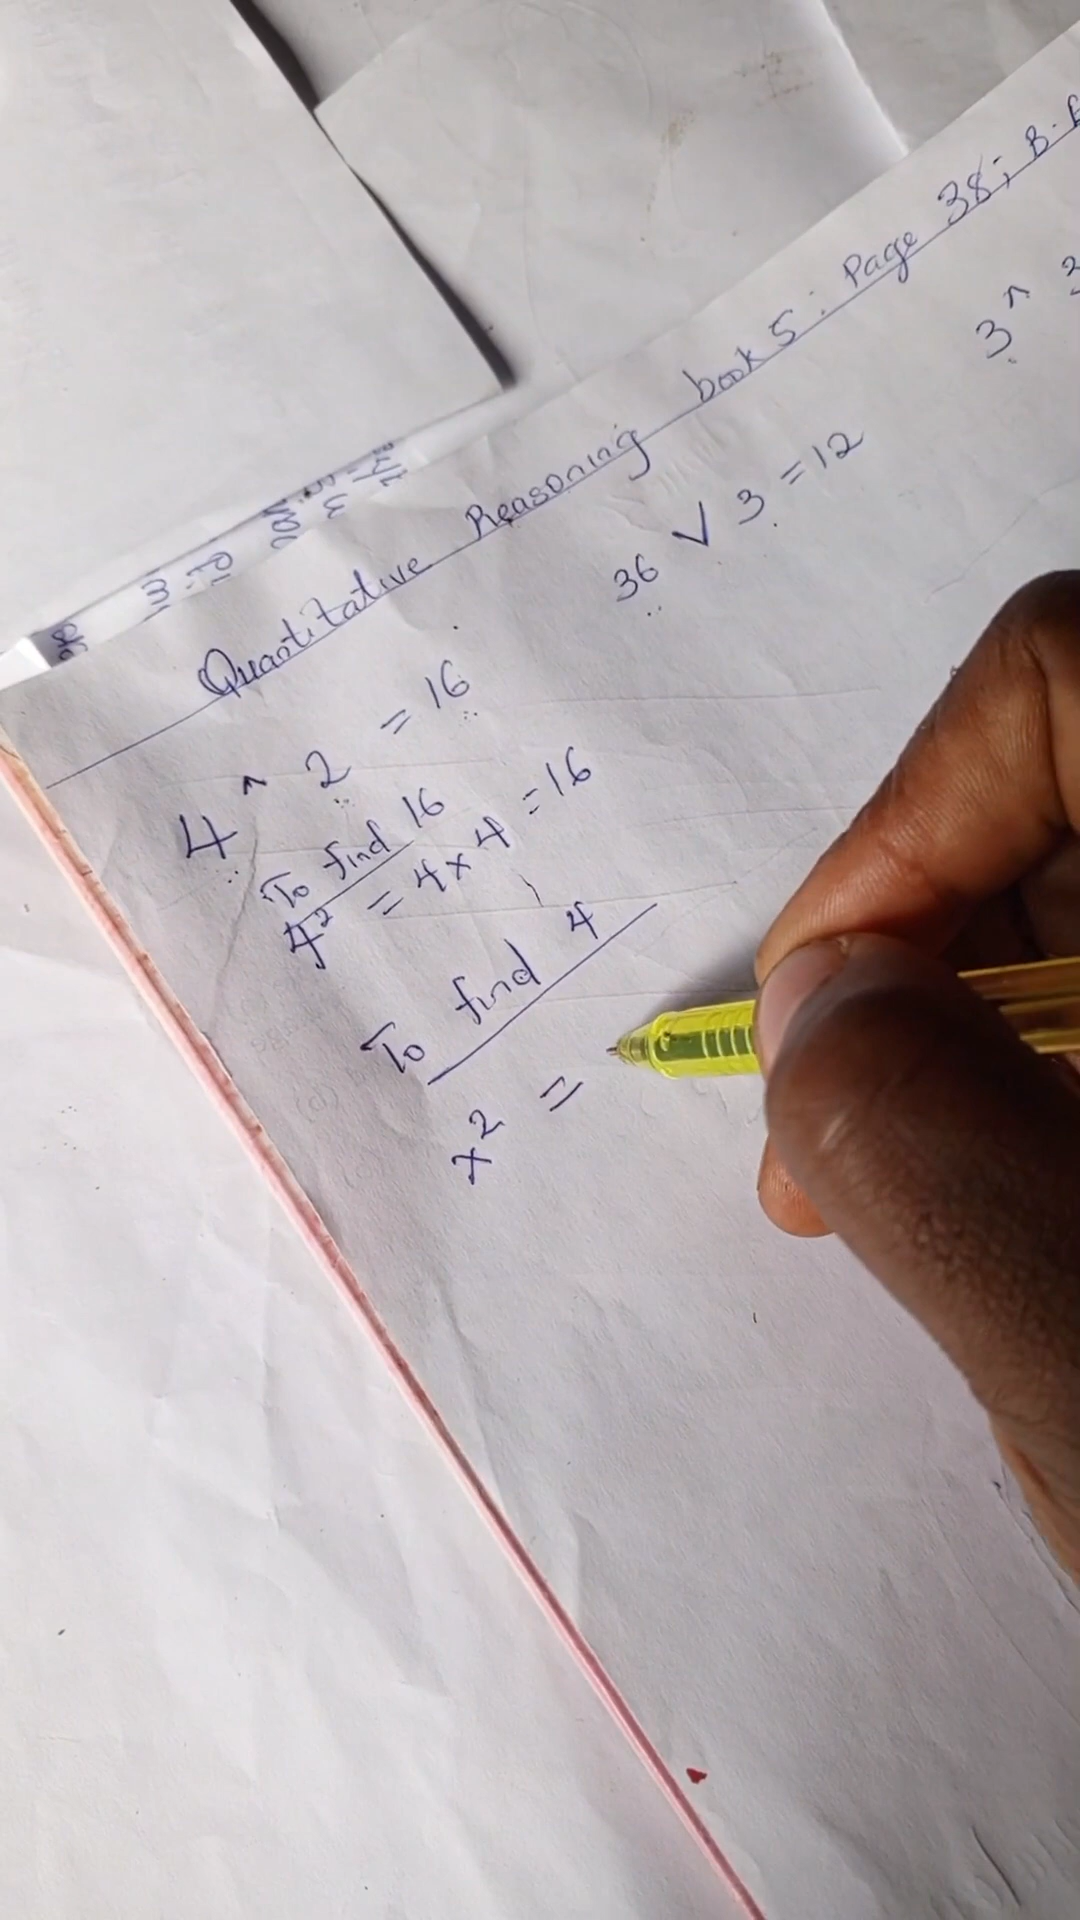 Quantitative Reasoning book 5: Page 38; B.
4 ^ 2 = 16
36 V 3 = 12
3 ^ 3
To find 16
4² = 4 x 4 = 16
To find 4
x² =